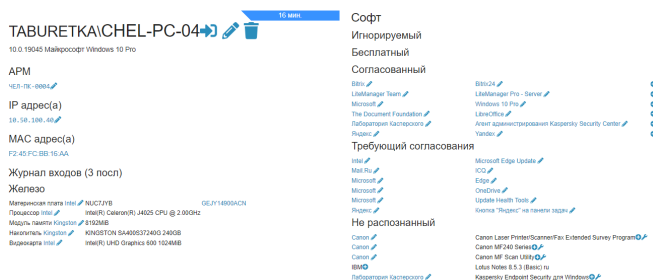 16 мин.
TABURETKA\CHEL-PC-04
10.0.19045 Майкрософт Windows 10 Pro
АРМ
ЧЕЛ-ПК-0004
IP адрес(а)
10.50.100.40
MAC адрес(а)
F2:45:FC:BB:16:AA
Журнал входов (3 посл)
Железо
Материнская плата Intel NUC7JYB GEJY14900ACN
Процессор Intel Intel(R) Celeron(R) J4025 CPU @ 2.00GHz
Модуль памяти Kingston 8192MiB
Накопитель Kingston KINGSTON SA400S37240G 240GB
Видеокарта Intel Intel(R) UHD Graphics 600 1024MiB
Софт
Игнорируемый
Бесплатный
Согласованный
Bitrix Bitrix24
LiteManager Team LiteManager Pro - Server
Microsoft Windows 10 Pro
The Document Foundation LibreOffice
Лаборатория Касперского Агент администрирования Kaspersky Security Center
Яндекс Yandex
Требующий согласования
Intel Microsoft Edge Update
Mail.Ru ICQ
Microsoft Edge
Microsoft OneDrive
Microsoft Update Health Tools
Яндекс Кнопка "Яндекс" на панели задач
Не распознанный
Canon Canon Laser Printer/Scanner/Fax Extended Survey Program
Canon Canon MF240 Series
Canon Canon MF Scan Utility
IBM Lotus Notes 8.5.3 (Basic) ru
Лаборатория Касперского Kaspersky Endpoint Security для Windows